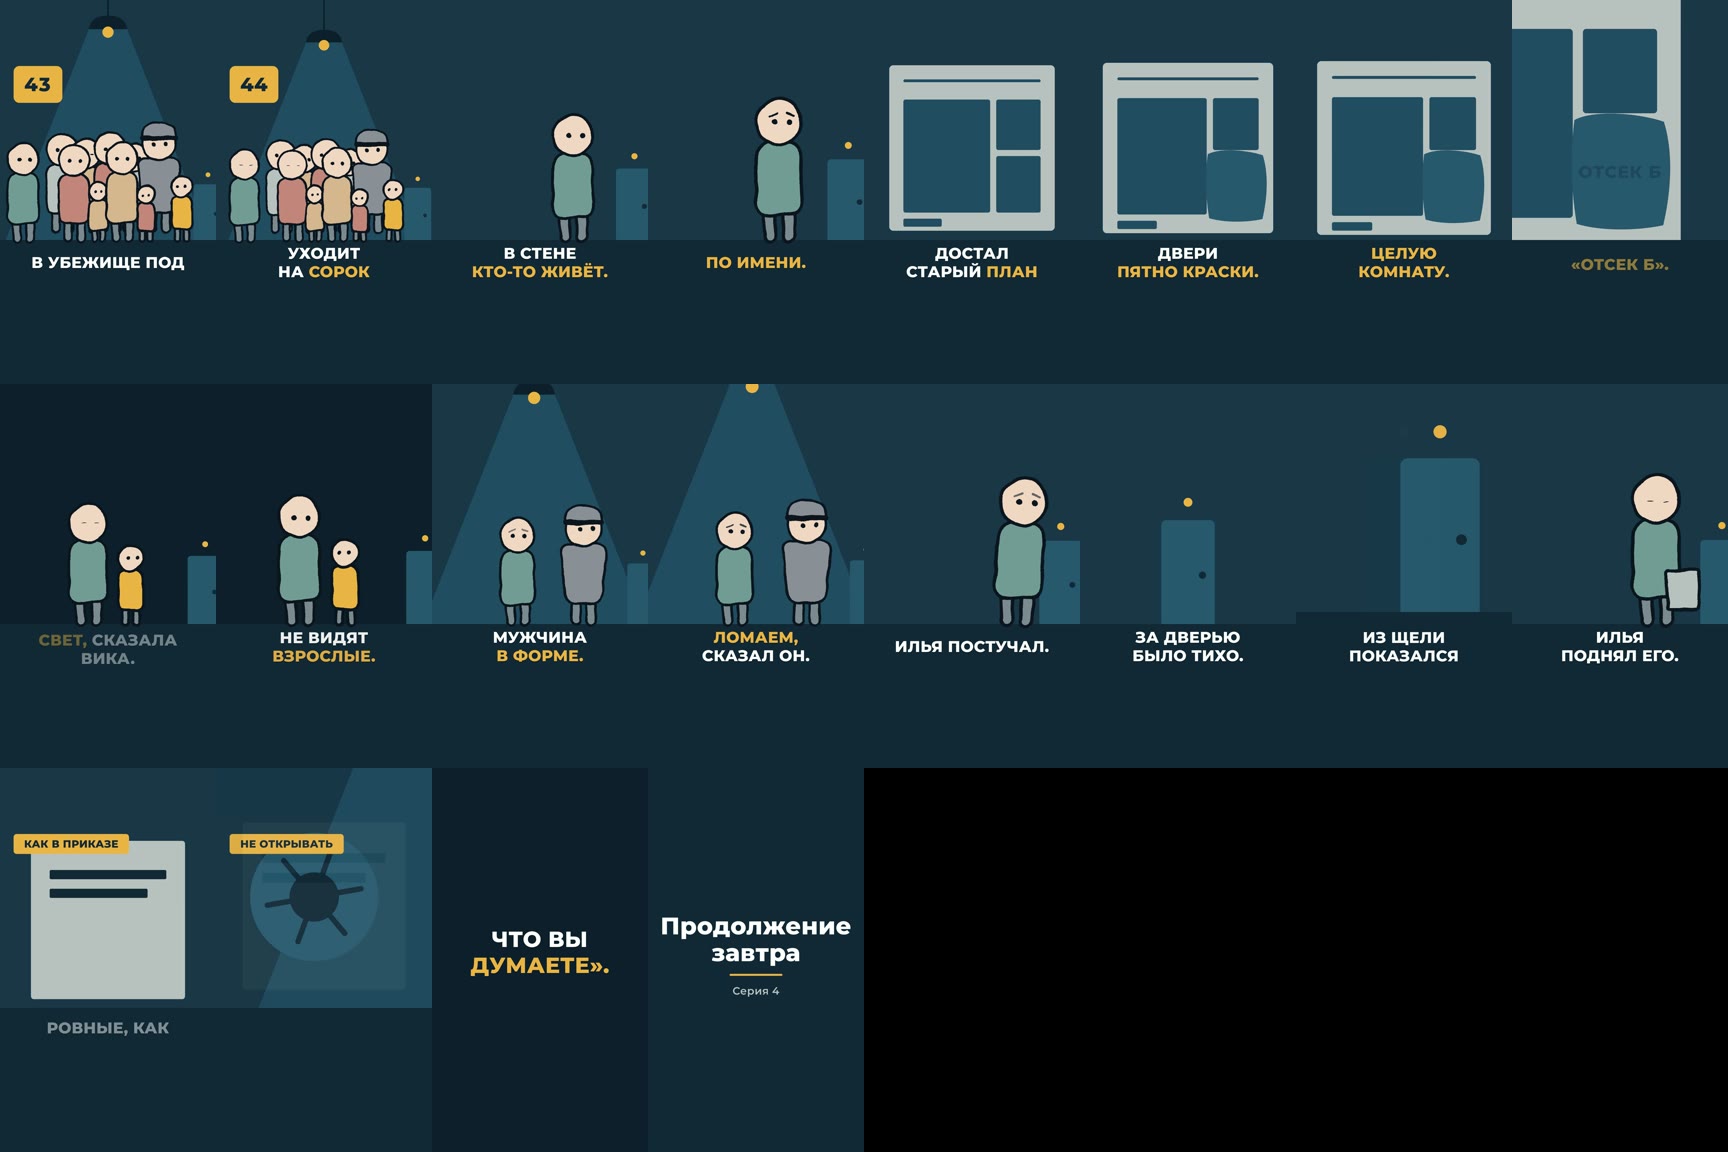 43
В УБЕЖИЩЕ ПОД
44
УХОДИТ
НА СОРОК
В СТЕНЕ
КТО-ТО ЖИВЁТ.
ПО ИМЕНИ.
ДОСТАЛ
СТАРЫЙ ПЛАН
ДВЕРИ
ПЯТНО КРАСКИ.
ЦЕЛУЮ
КОМНАТУ.
ОТСЕК Б
«ОТСЕК Б».
СВЕТ, СКАЗАЛА
ВИКА.
НЕ ВИДЯТ
ВЗРОСЛЫЕ.
МУЖЧИНА
В ФОРМЕ.
ЛОМАЕМ,
СКАЗАЛ ОН.
ИЛЬЯ ПОСТУЧАЛ.
ЗА ДВЕРЬЮ
БЫЛО ТИХО.
ИЗ ЩЕЛИ
ПОКАЗАЛСЯ
ИЛЬЯ
ПОДНЯЛ ЕГО.
КАК В ПРИКАЗЕ
РОВНЫЕ, КАК
НЕ ОТКРЫВАТЬ
ЧТО ВЫ
ДУМАЕТЕ».
Продолжение
завтра
Серия 4